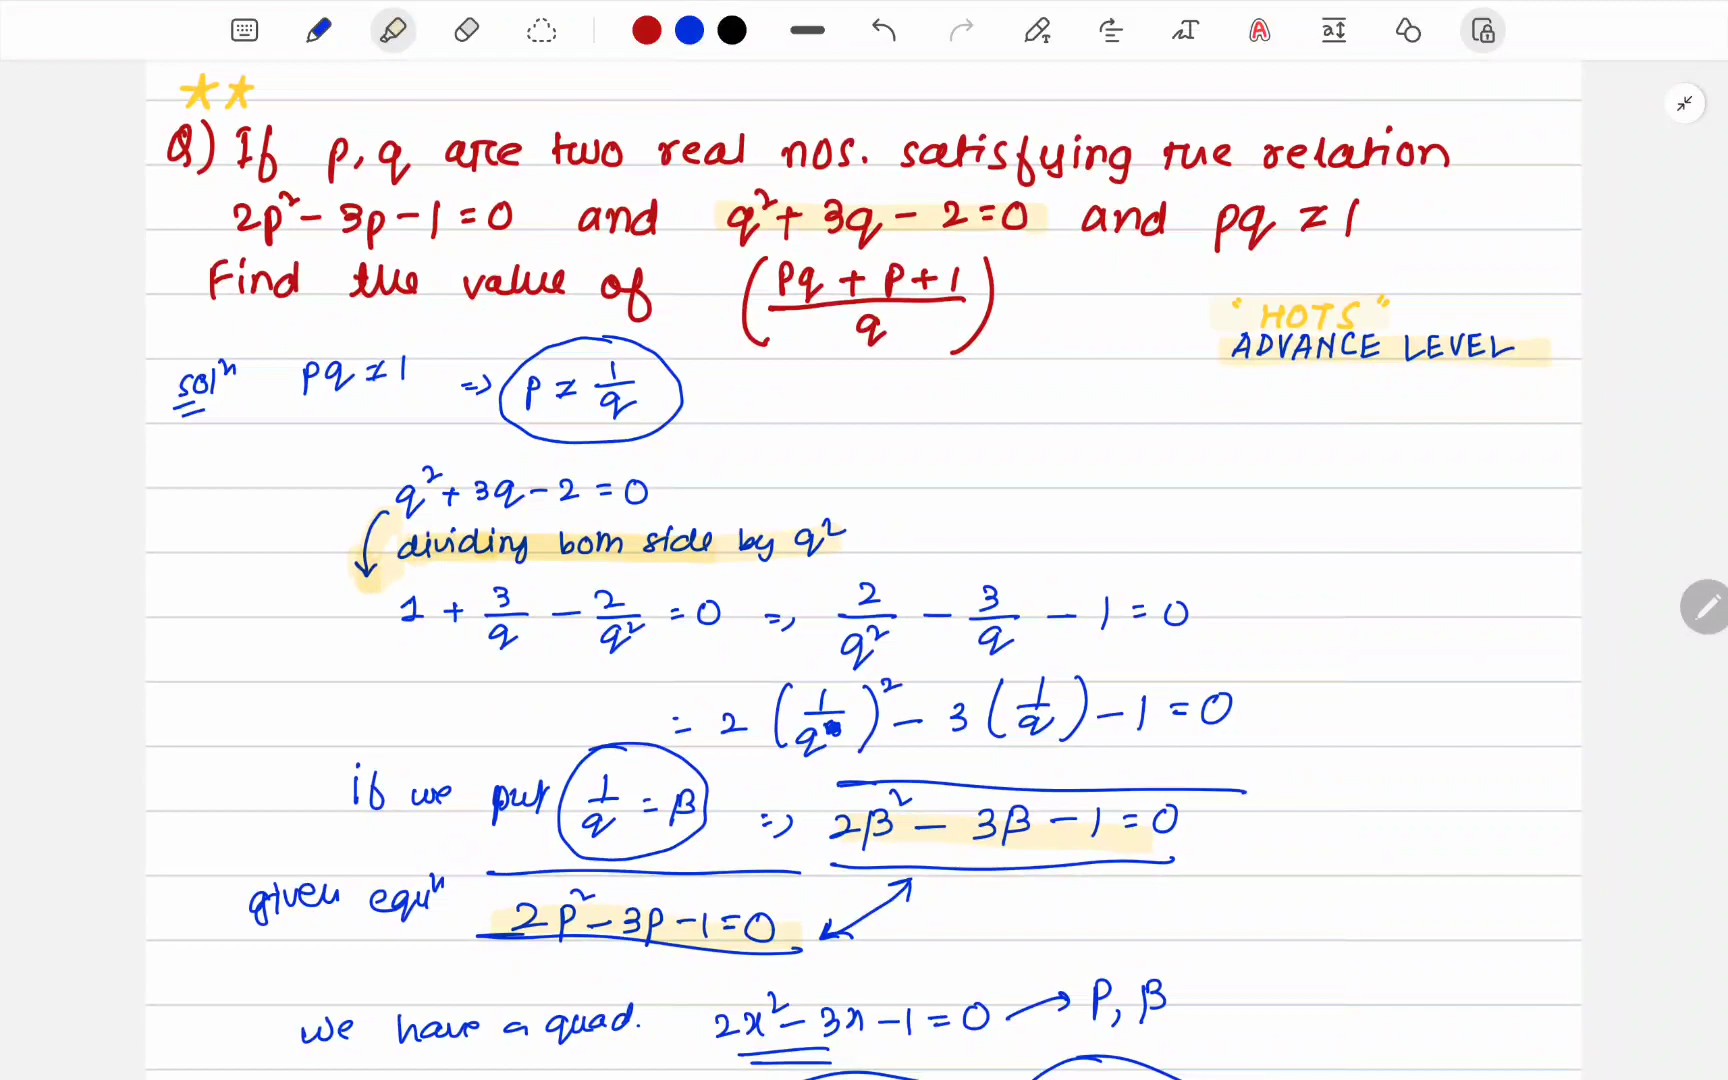 Q) If p, q are two real nos. satisfying the relation
2p² - 3p - 1 = 0 and q² + 3q - 2 = 0 and pq ≠ 1
Find the value of ( (pq + p + 1) / q )
"HOTS"
ADVANCE LEVEL
solⁿ pq ≠ 1 => p ≠ 1/q
q² + 3q - 2 = 0
dividing both side by q²
1 + 3/q - 2/q² = 0 => 2/q² - 3/q - 1 = 0
= 2 (1/q)² - 3 (1/q) - 1 = 0
if we put 1/q = β => 2β² - 3β - 1 = 0
given equⁿ 2p² - 3p - 1 = 0
we have a quad. 2x² - 3x - 1 = 0 → P, β